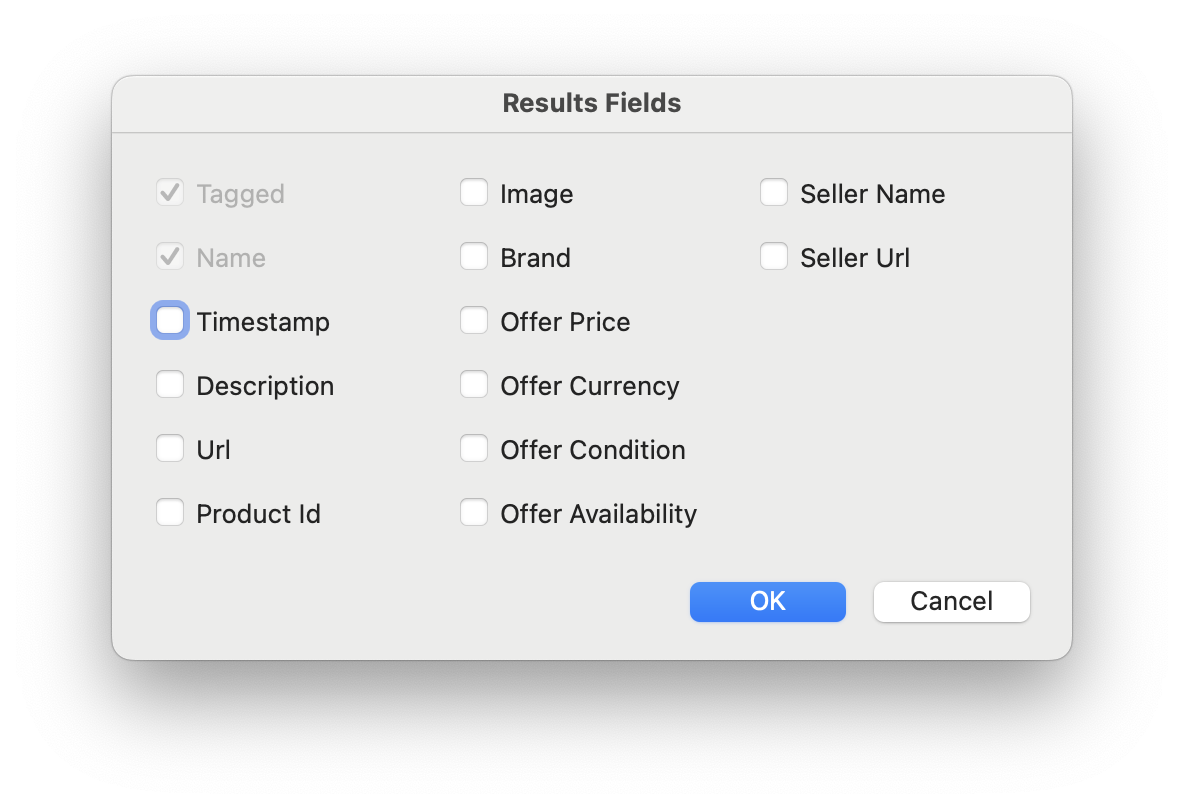 Results Fields
Tagged
Name
Timestamp
Description
Url
Product Id
Image
Brand
Offer Price
Offer Currency
Offer Condition
Offer Availability
Seller Name
Seller Url
OK
Cancel